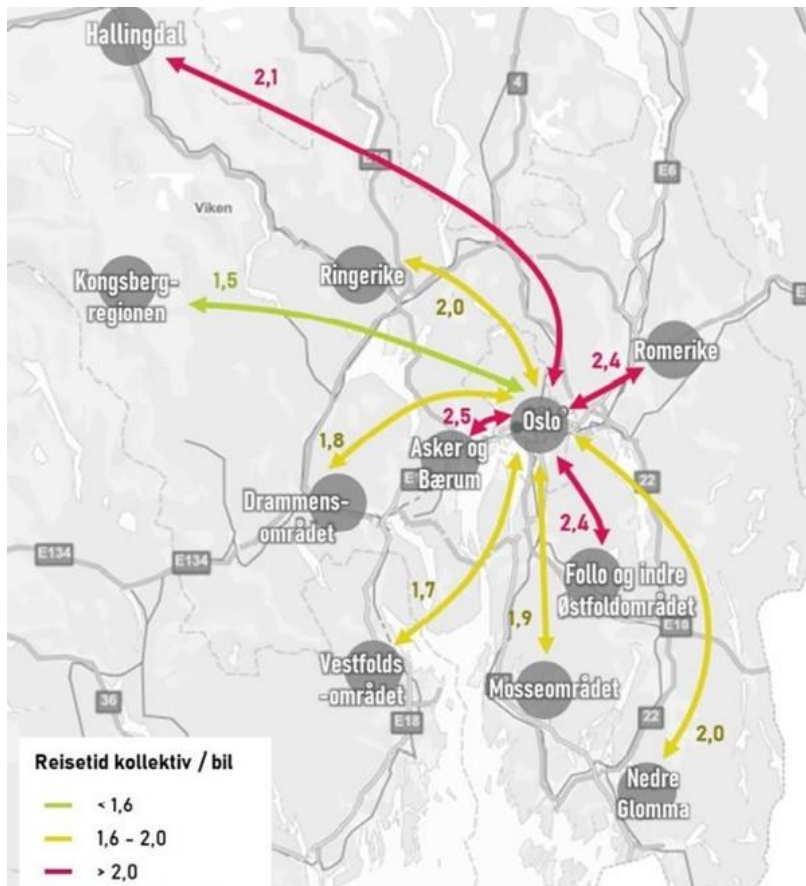 Hallingdal
2,1
4
E6
Viken
Kongsberg-
regionen
1,5
Ringerike
2,0
Romerike
2,4
Oslo
2,5
Asker og
Bærum
1,8
Drammens-
området
22
2,4
E134
E134
Follo og indre
Østfoldområdet
E18
1,7
1,9
Vestfolds
-området
Mosseområdet
36
E18
22
2,0
Nedre
Glomma
Reisetid kollektiv / bil
< 1,6
1,6 - 2,0
> 2,0